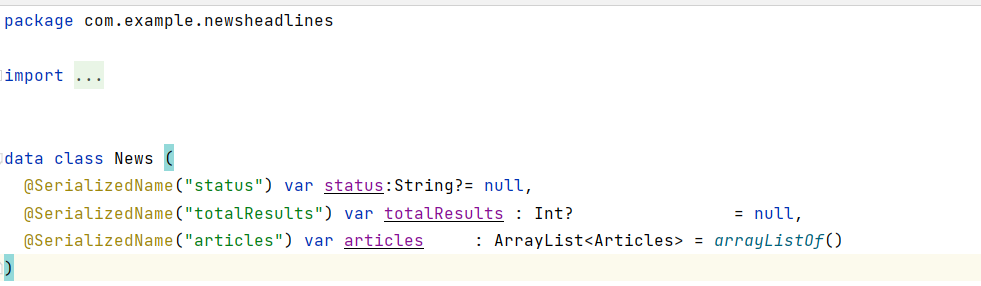 package com.example.newsheadlines
import ...
data class News (
@SerializedName("status") var status:String?= null,
@SerializedName("totalResults") var totalResults : Int? = null,
@SerializedName("articles") var articles : ArrayList<Articles> = arrayListOf()
)